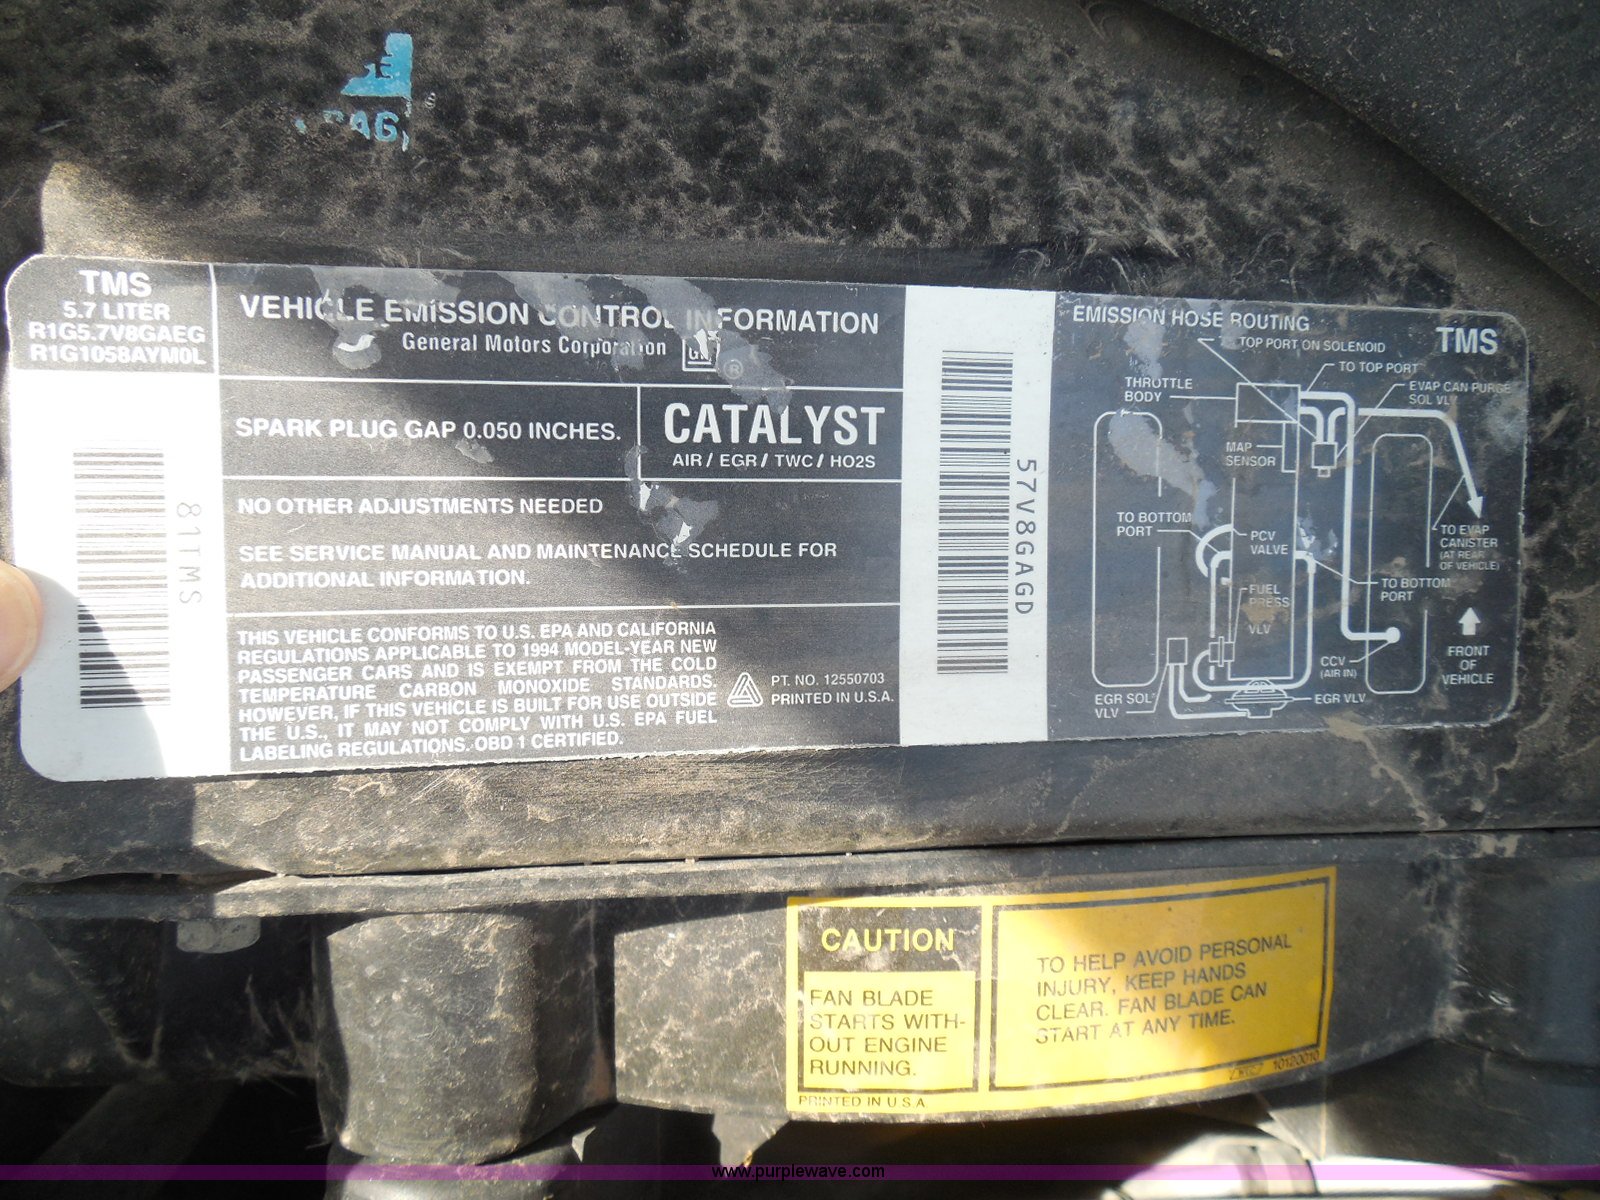 TMS
5.7 LITER
R1G5.7V8GAEG
R1G1058AYM0L
81TMS
VEHICLE EMISSION CONTROL INFORMATION
General Motors Corporation
GM ®
SPARK PLUG GAP 0.050 INCHES.
CATALYST
AIR / EGR / TWC / HO2S
NO OTHER ADJUSTMENTS NEEDED
SEE SERVICE MANUAL AND MAINTENANCE SCHEDULE FOR
ADDITIONAL INFORMATION.
THIS VEHICLE CONFORMS TO U.S. EPA AND CALIFORNIA
REGULATIONS APPLICABLE TO 1994 MODEL-YEAR NEW
PASSENGER CARS AND IS EXEMPT FROM THE COLD
TEMPERATURE CARBON MONOXIDE STANDARDS.
HOWEVER, IF THIS VEHICLE IS BUILT FOR USE OUTSIDE
THE U.S., IT MAY NOT COMPLY WITH U.S. EPA FUEL
LABELING REGULATIONS. OBD 1 CERTIFIED.
PT. NO. 12550703
PRINTED IN U.S.A.
57V8GAGD
EMISSION HOSE ROUTING
TMS
TO TOP PORT ON SOLENOID
TO TOP PORT
THROTTLE
BODY
EVAP CAN PURGE
SOL VLV
MAP
SENSOR
TO BOTTOM
PORT
PCV
VALVE
TO EVAP
CANISTER
(AT REAR
OF VEHICLE)
TO BOTTOM
PORT
FUEL
PRESS
VLV
FRONT
OF
VEHICLE
CCV
(AIR IN)
EGR SOL
VLV
EGR VLV
CAUTION
FAN BLADE
STARTS WITH-
OUT ENGINE
RUNNING.
PRINTED IN U.S.A.
TO HELP AVOID PERSONAL
INJURY, KEEP HANDS
CLEAR. FAN BLADE CAN
START AT ANY TIME.
10120010
www.purplewave.com